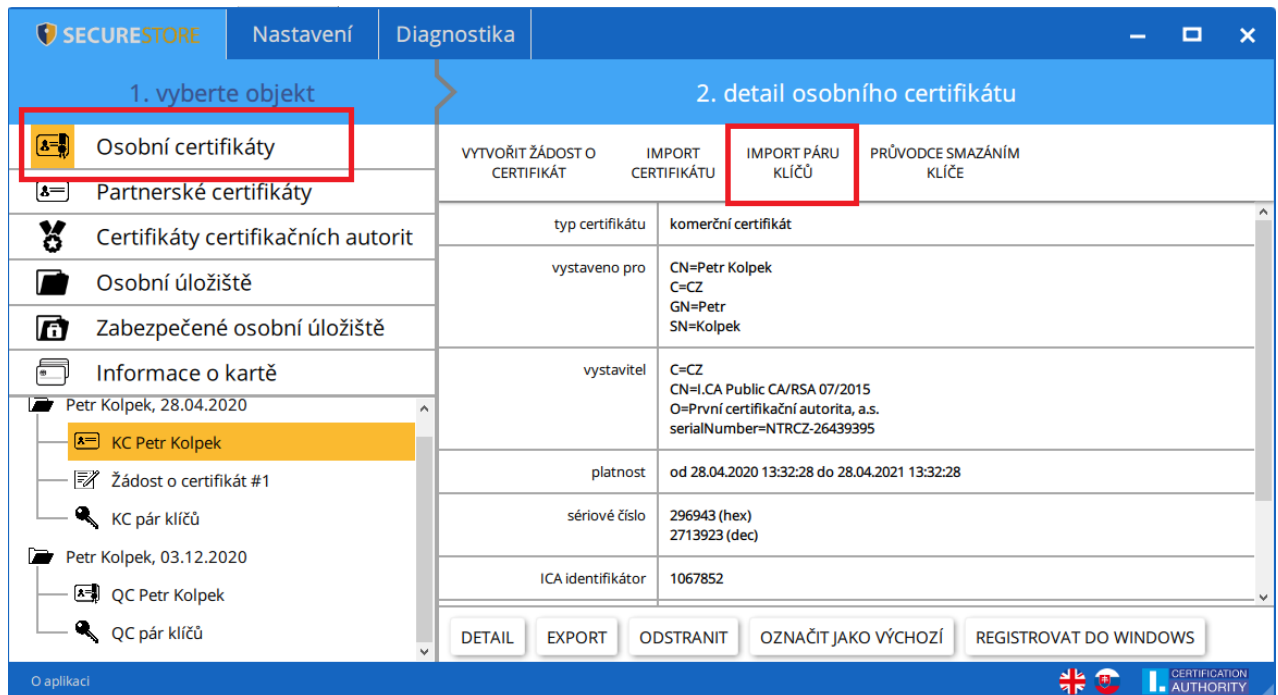 SECURESTORE
Nastavení
Diagnostika
1. vyberte objekt
2. detail osobního certifikátu
Osobní certifikáty
Partnerské certifikáty
Certifikáty certifikačních autorit
Osobní úložiště
Zabezpečené osobní úložiště
Informace o kartě
Petr Kolpek, 28.04.2020
KC Petr Kolpek
Žádost o certifikát #1
KC pár klíčů
Petr Kolpek, 03.12.2020
QC Petr Kolpek
QC pár klíčů
VYTVOŘIT ŽÁDOST O
CERTIFIKÁT
IMPORT
CERTIFIKÁTU
IMPORT PÁRU
KLÍČŮ
PRŮVODCE SMAZÁNÍM
KLÍČE
typ certifikátu
komerční certifikát
vystaveno pro
CN=Petr Kolpek
C=CZ
GN=Petr
SN=Kolpek
vystavitel
C=CZ
CN=I.CA Public CA/RSA 07/2015
O=První certifikační autorita, a.s.
serialNumber=NTRCZ-26439395
platnost
od 28.04.2020 13:32:28 do 28.04.2021 13:32:28
sériové číslo
296943 (hex)
2713923 (dec)
ICA identifikátor
1067852
DETAIL
EXPORT
ODSTRANIT
OZNAČIT JAKO VÝCHOZÍ
REGISTROVAT DO WINDOWS
O aplikaci
I.
CERTIFICATION
AUTHORITY